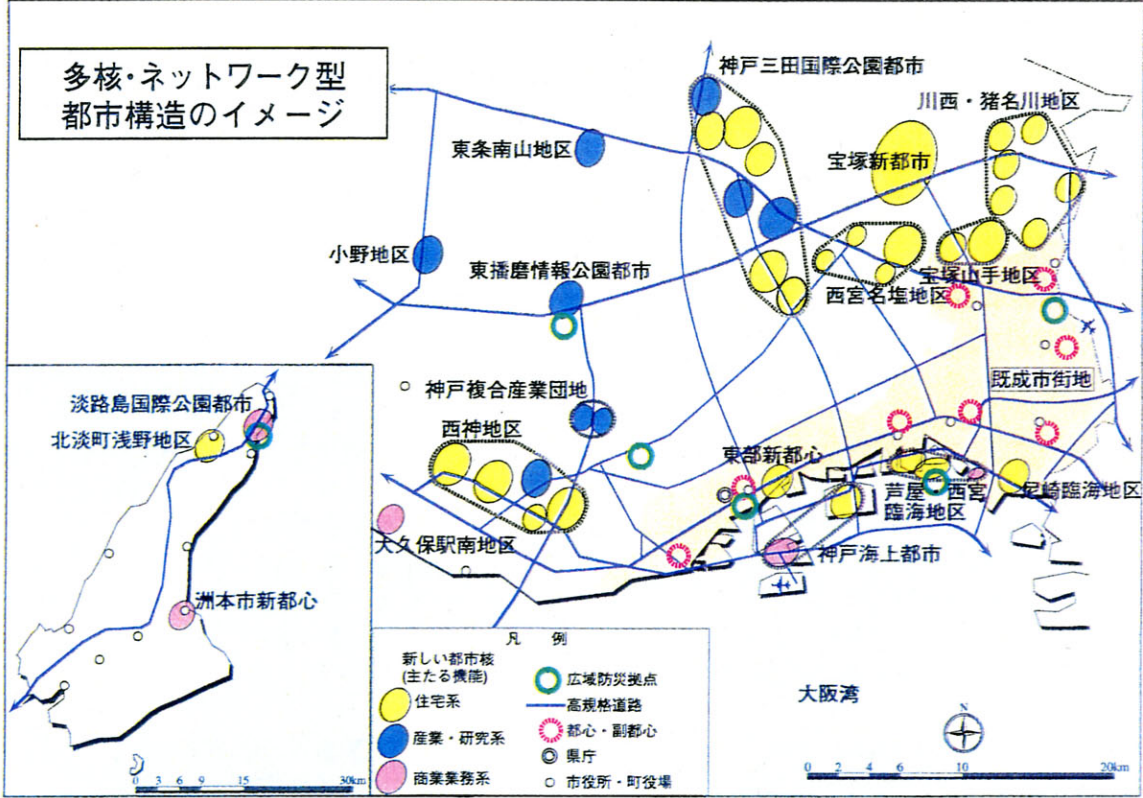 多核・ネットワーク型
都市構造のイメージ
神戸三田国際公園都市
川西・猪名川地区
東条南山地区
宝塚新都市
小野地区
東播磨情報公園都市
宝塚山手地区
西宮名塩地区
既成市街地
神戸複合産業団地
西神地区
東部新都心
芦屋・西宮
臨海地区
尼崎臨海地区
大久保駅南地区
神戸海上都市
淡路島国際公園都市
北淡町浅野地区
洲本市新都心
0 3 6 9 15 30km
凡 例
新しい都市核
(主たる機能)
住宅系
産業・研究系
商業業務系
広域防災拠点
高規格道路
都心・副都心
県庁
市役所・町役場
大阪湾
N
0 2 4 6 10 20km